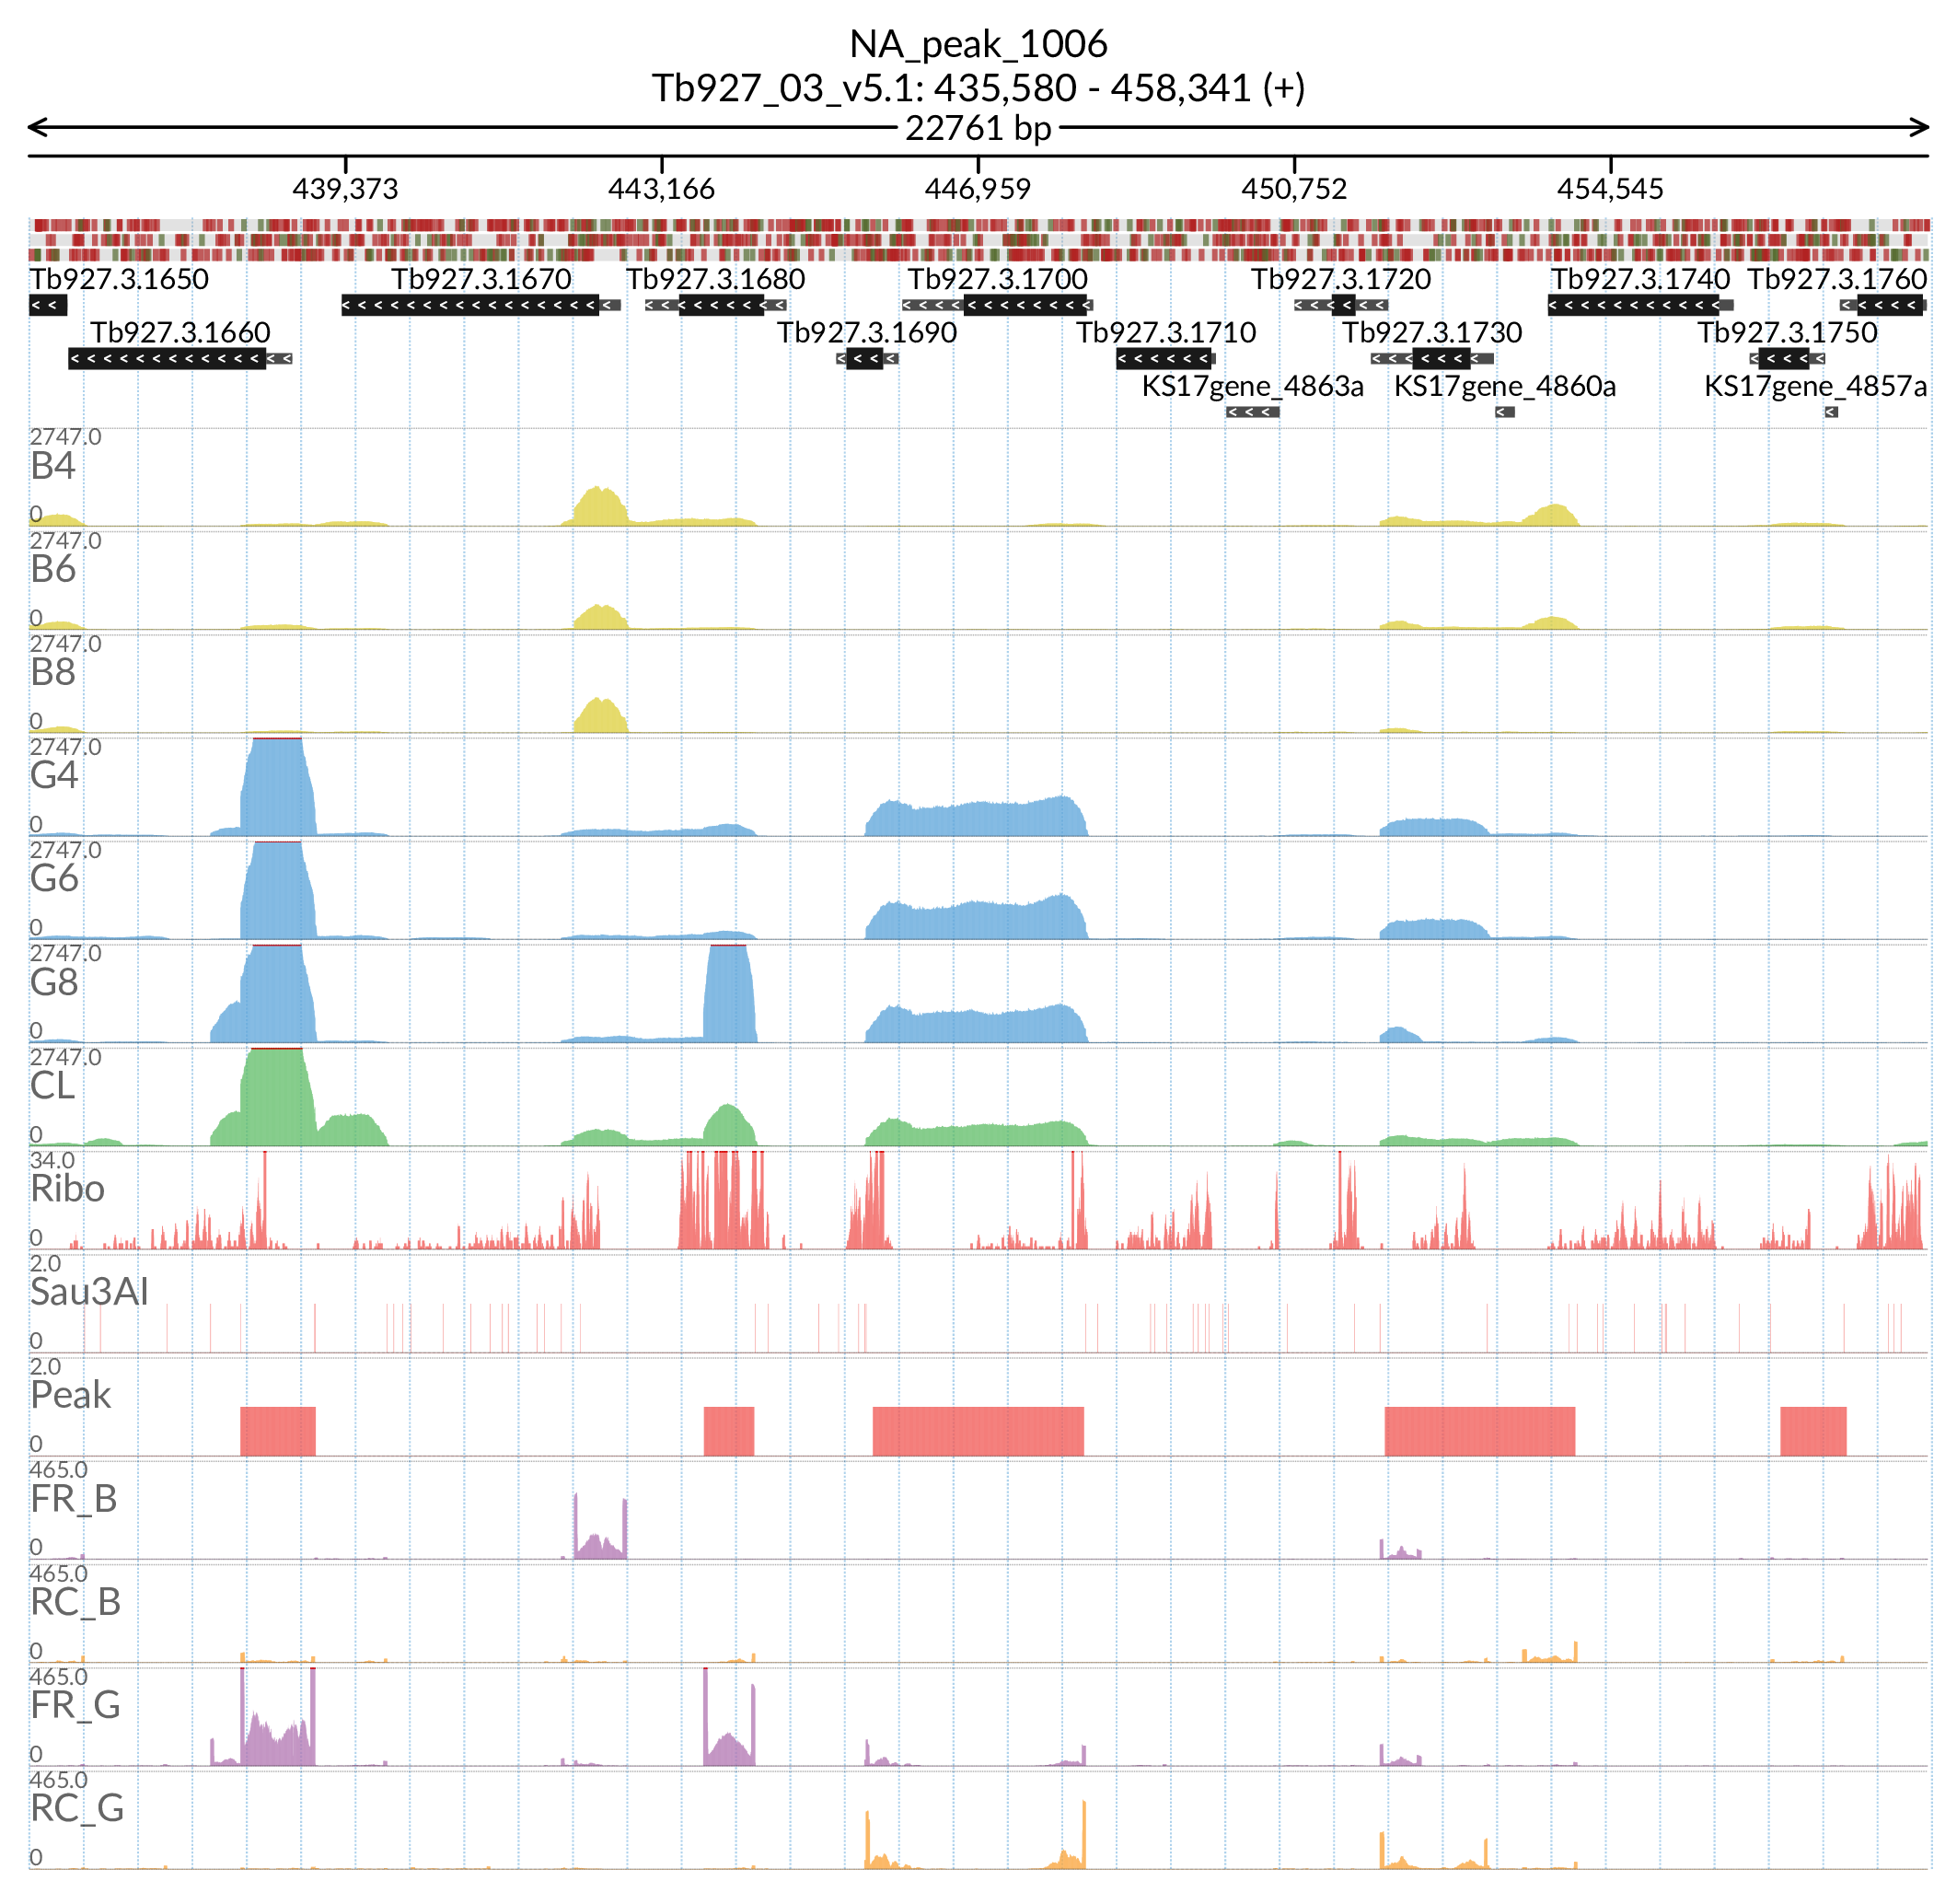 NA_peak_1006
Tb927_03_v5.1: 435,580 - 458,341 (+)
22761 bp
439,373 443,166 446,959 450,752 454,545
Tb927.3.1650 Tb927.3.1670 Tb927.3.1680 Tb927.3.1700 Tb927.3.1720 Tb927.3.1740 Tb927.3.1760
Tb927.3.1660 Tb927.3.1690 Tb927.3.1710 Tb927.3.1730 Tb927.3.1750
KS17gene_4863a KS17gene_4860a KS17gene_4857a
2747.0
B4
0
2747.0
B6
0
2747.0
B8
0
2747.0
G4
0
2747.0
G6
0
2747.0
G8
0
2747.0
CL
0
34.0
Ribo
0
2.0
Sau3AI
0
2.0
Peak
0
465.0
FR_B
0
465.0
RC_B
0
465.0
FR_G
0
465.0
RC_G
0